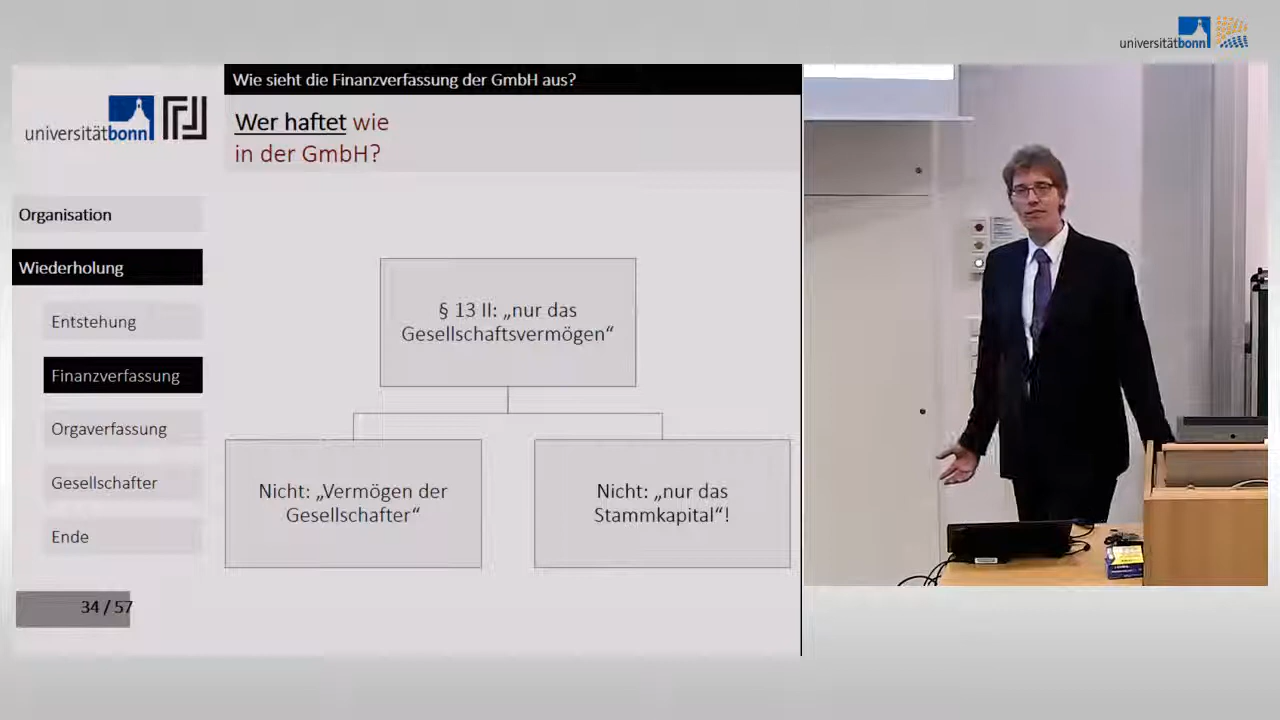 universitätbonn
Wie sieht die Finanzverfassung der GmbH aus?
universitätbonn
Wer haftet wie
in der GmbH?
Organisation
Wiederholung
Entstehung
Finanzverfassung
Orgaverfassung
Gesellschafter
Ende
34 / 57
§ 13 II: „nur das
Gesellschaftsvermögen“
Nicht: „Vermögen der
Gesellschafter“
Nicht: „nur das
Stammkapital“!